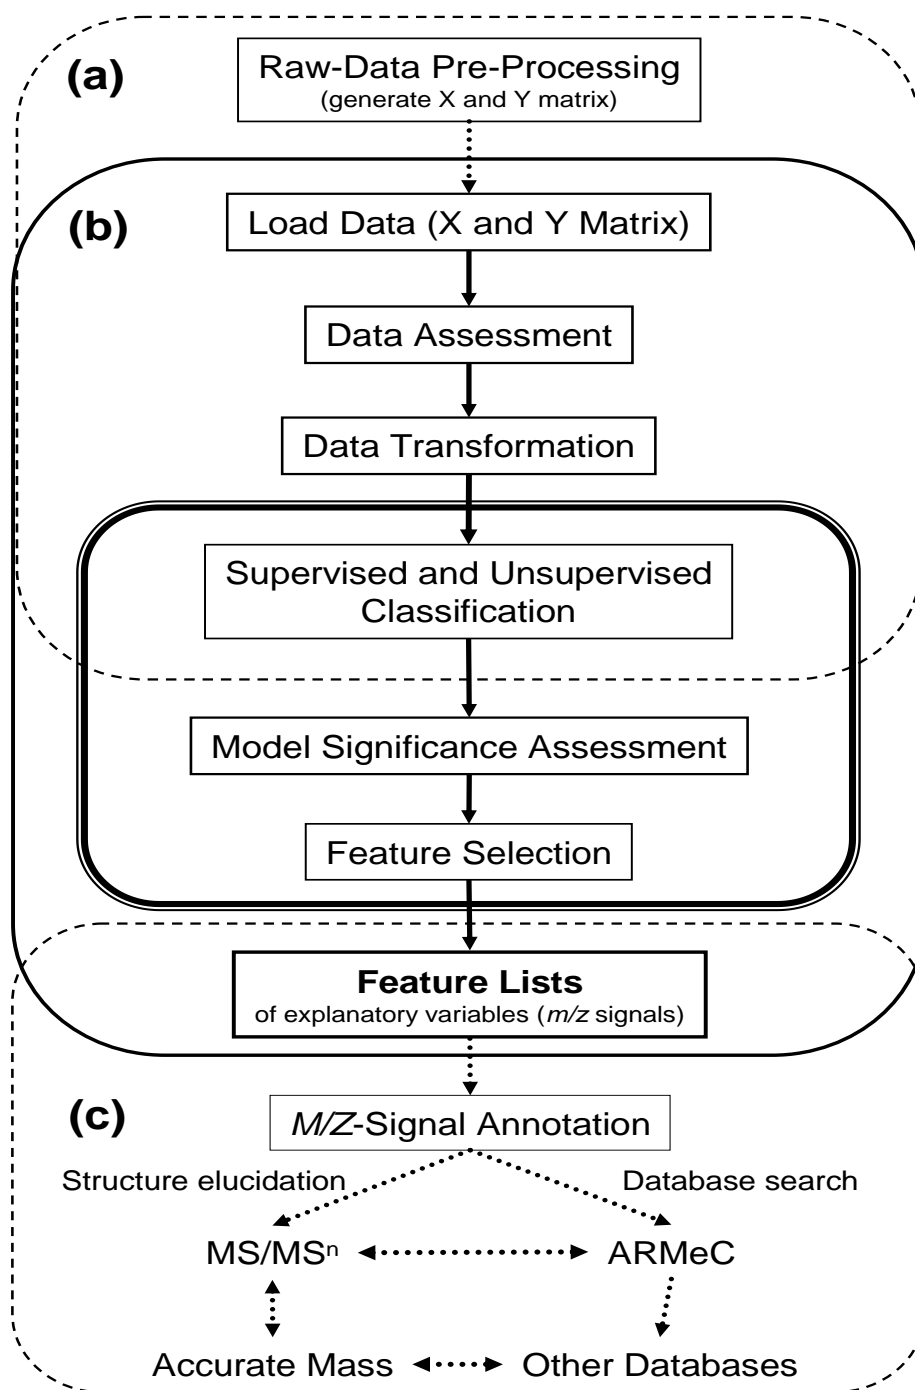 (a)
Raw-Data Pre-Processing
(generate X and Y matrix)
(b)
Load Data (X and Y Matrix)
Data Assessment
Data Transformation
Supervised and Unsupervised
Classification
Model Significance Assessment
Feature Selection
Feature Lists
of explanatory variables (m/z signals)
(c)
M/Z-Signal Annotation
Structure elucidation
Database search
MS/MSⁿ
ARMeC
Accurate Mass
Other Databases